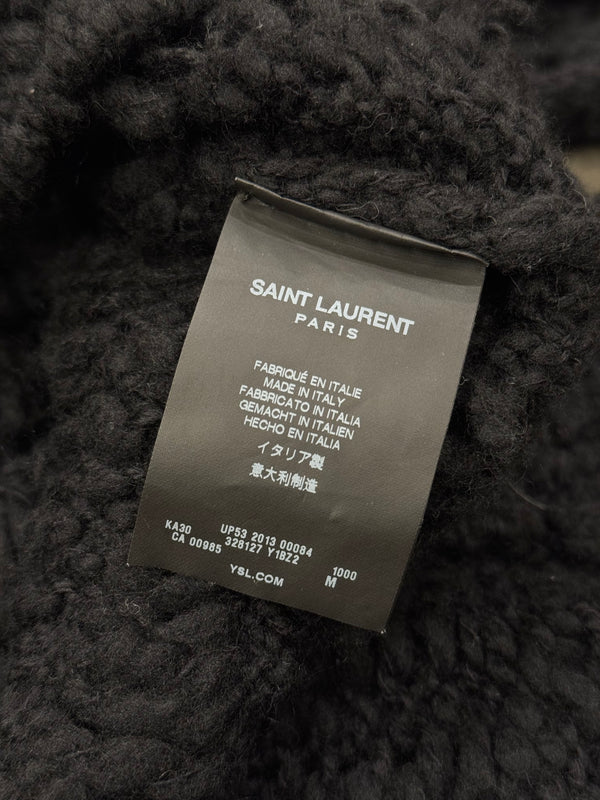 SAINT LAURENT
PARIS
FABRIQUÉ EN ITALIE
MADE IN ITALY
FABBRICATO IN ITALIA
GEMACHT IN ITALIEN
HECHO EN ITALIA
イタリア製
意大利制造
KA30 UP53 2013 00084 1000
CA 00985 328127 Y1BZ2 M
YSL.COM